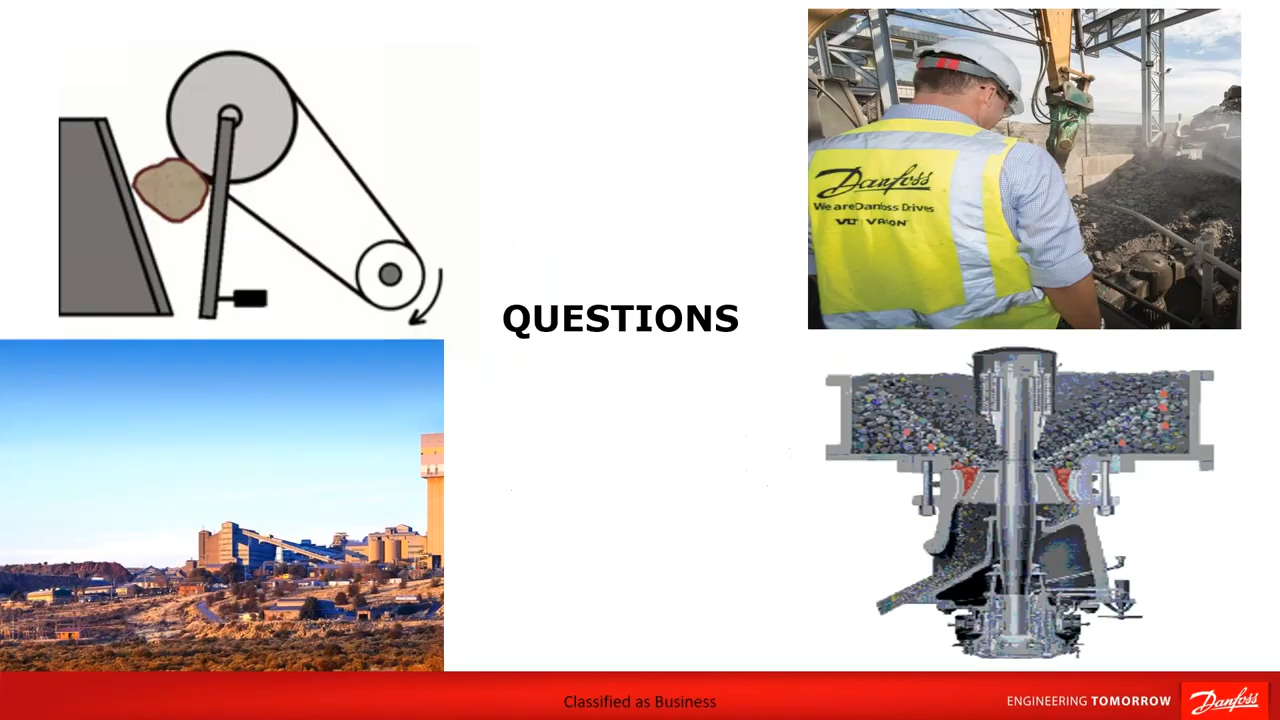 Danfoss
We are Danfoss Drives
VLT VACON
QUESTIONS
Classified as Business
ENGINEERING TOMORROW
Danfoss